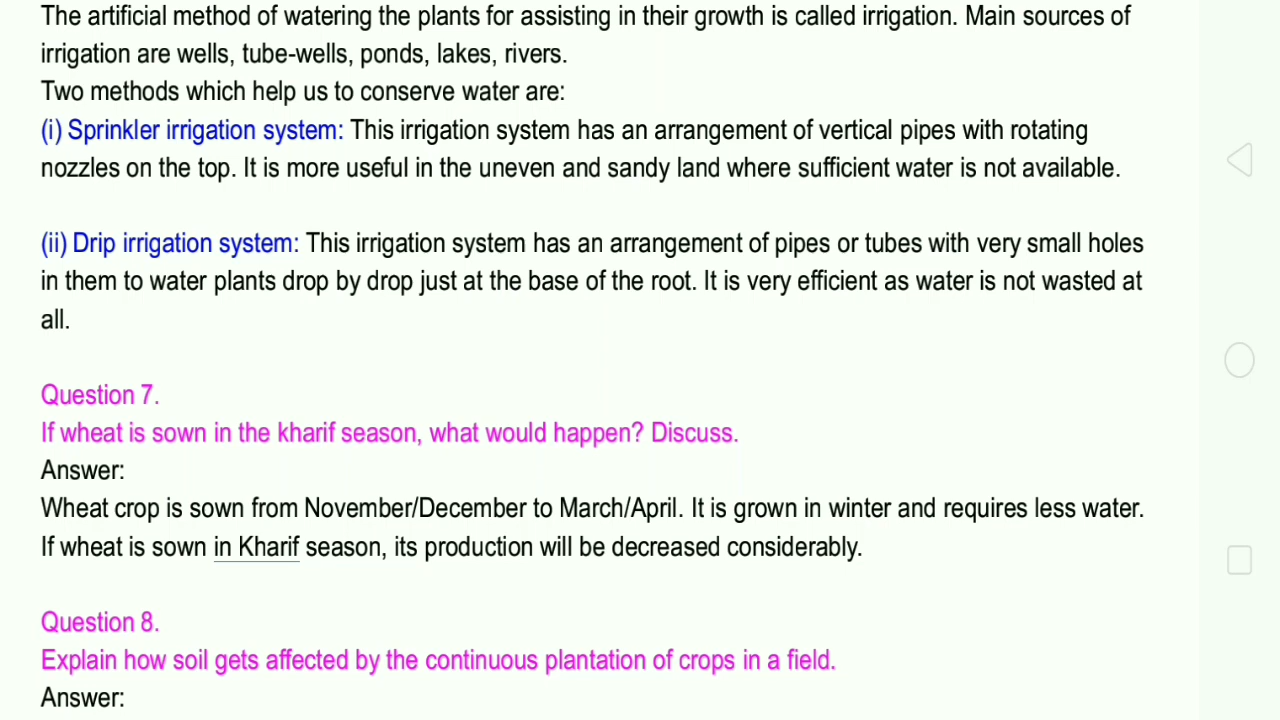 The artificial method of watering the plants for assisting in their growth is called irrigation. Main sources of
irrigation are wells, tube-wells, ponds, lakes, rivers.
Two methods which help us to conserve water are:
(i) Sprinkler irrigation system: This irrigation system has an arrangement of vertical pipes with rotating
nozzles on the top. It is more useful in the uneven and sandy land where sufficient water is not available.
(ii) Drip irrigation system: This irrigation system has an arrangement of pipes or tubes with very small holes
in them to water plants drop by drop just at the base of the root. It is very efficient as water is not wasted at
all.
Question 7.
If wheat is sown in the kharif season, what would happen? Discuss.
Answer:
Wheat crop is sown from November/December to March/April. It is grown in winter and requires less water.
If wheat is sown in Kharif season, its production will be decreased considerably.
Question 8.
Explain how soil gets affected by the continuous plantation of crops in a field.
Answer: